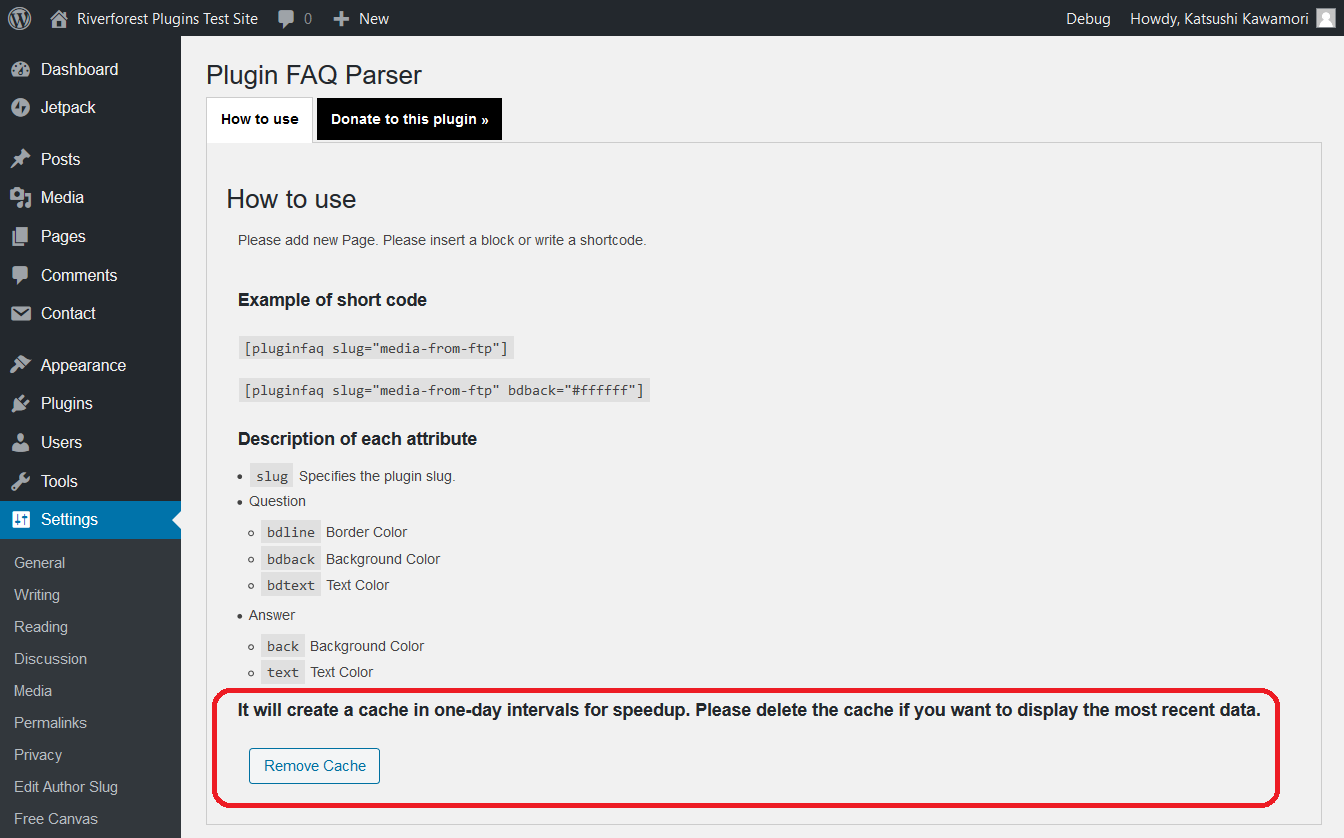 Riverforest Plugins Test Site 0 New Debug Howdy, Katsushi Kawamori
Dashboard
Jetpack
Posts
Media
Pages
Comments
Contact
Appearance
Plugins
Users
Tools
Settings
General
Writing
Reading
Discussion
Media
Permalinks
Privacy
Edit Author Slug
Free Canvas
Plugin FAQ Parser
How to use Donate to this plugin »
How to use
Please add new Page. Please insert a block or write a shortcode.
Example of short code
[pluginfaq slug="media-from-ftp"]
[pluginfaq slug="media-from-ftp" bdback="#ffffff"]
Description of each attribute
slug Specifies the plugin slug.
Question
bdline Border Color
bdback Background Color
bdtext Text Color
Answer
back Background Color
text Text Color
It will create a cache in one-day intervals for speedup. Please delete the cache if you want to display the most recent data.
Remove Cache